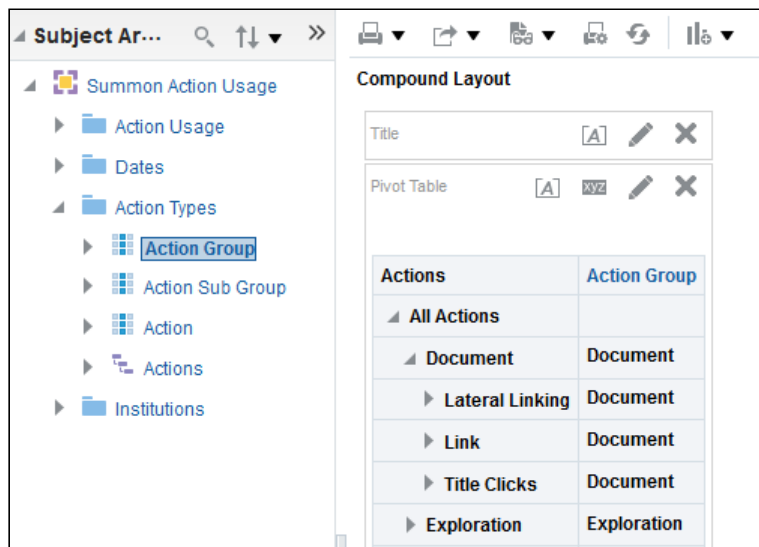 Subject Ar...
Summon Action Usage
Action Usage
Dates
Action Types
Action Group
Action Sub Group
Action
Actions
Institutions
Compound Layout
Title
[A]
Pivot Table
[A] xyz
Actions Action Group
All Actions
Document Document
Lateral Linking Document
Link Document
Title Clicks Document
Exploration Exploration